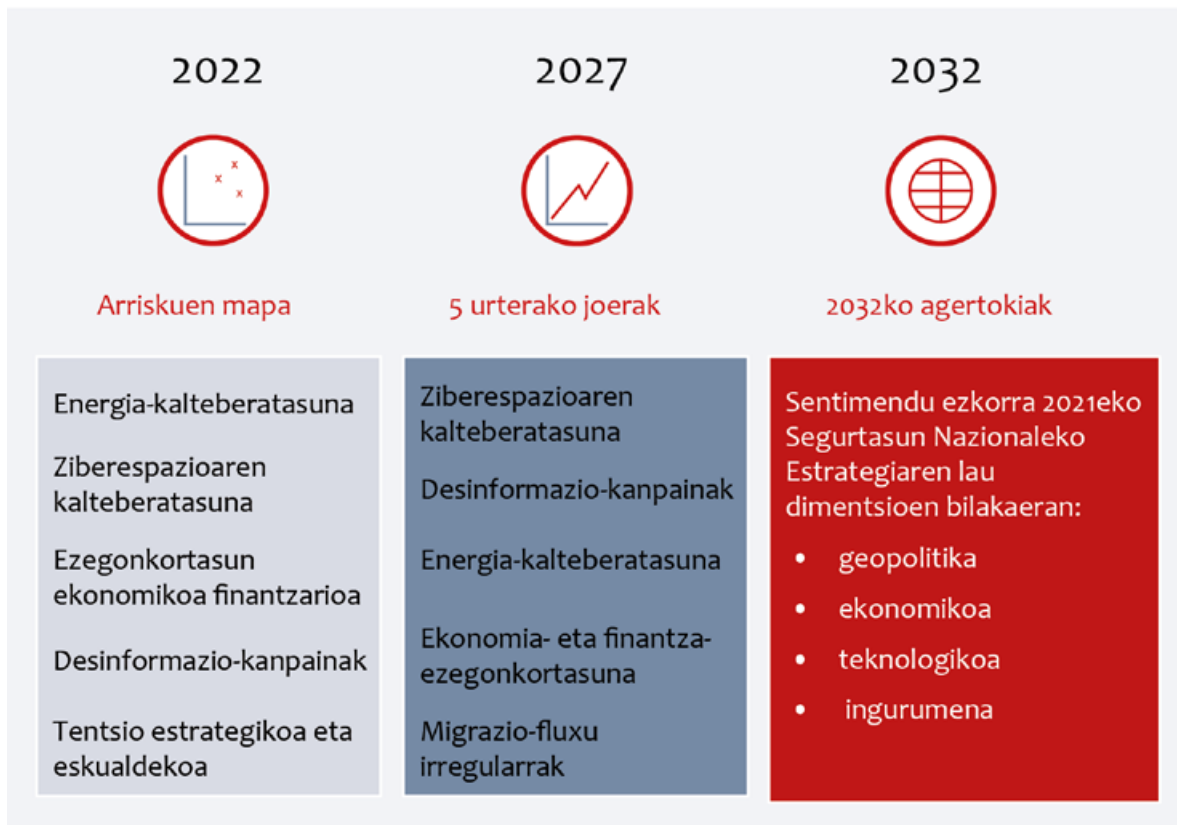 2022
2027
2032
Arriskuen mapa
5 urterako joerak
2032ko agertokiak
Energia-kalteberatasuna
Ziberespazioaren
kalteberatasuna
Ezegonkortasun
ekonomikoa finantzarioa
Desinformazio-kanpainak
Tentsio estrategikoa eta
eskualdekoa
Ziberespazioaren
kalteberatasuna
Desinformazio-kanpainak
Energia-kalteberatasuna
Ekonomia- eta finantza-
ezegonkortasuna
Migrazio-fluxu
irregularrak
Sentimendu ezkorra 2021eko
Segurtasun Nazionaleko
Estrategiaren lau
dimentsioen bilakaeran:
• geopolitika
• ekonomikoa
• teknologikoa
• ingurumena